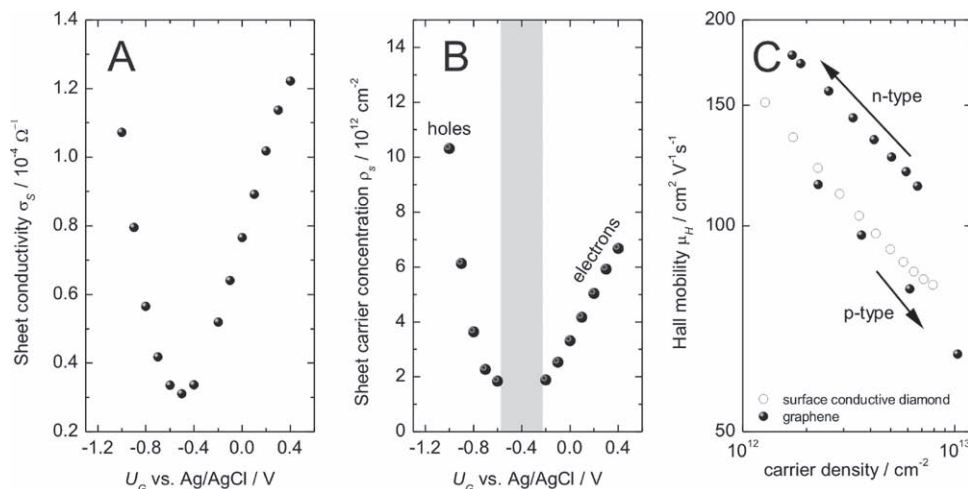 A
1.4
1.2
1.0
0.8
0.6
0.4
0.2
-1.2 -0.8 -0.4 0.0 0.4
Sheet conductivity σS / 10⁻⁴ Ω⁻¹
UG vs. Ag/AgCl / V
B
14
12
10
8
6
4
2
0
-1.2 -0.8 -0.4 0.0 0.4
Sheet carrier concentration ρs / 10¹² cm⁻²
holes
electrons
UG vs. Ag/AgCl / V
C
200
150
100
50
10¹² 10¹³
Hall mobility μH / cm² V⁻¹s⁻¹
n-type
p-type
surface conductive diamond
graphene
carrier density / cm⁻²